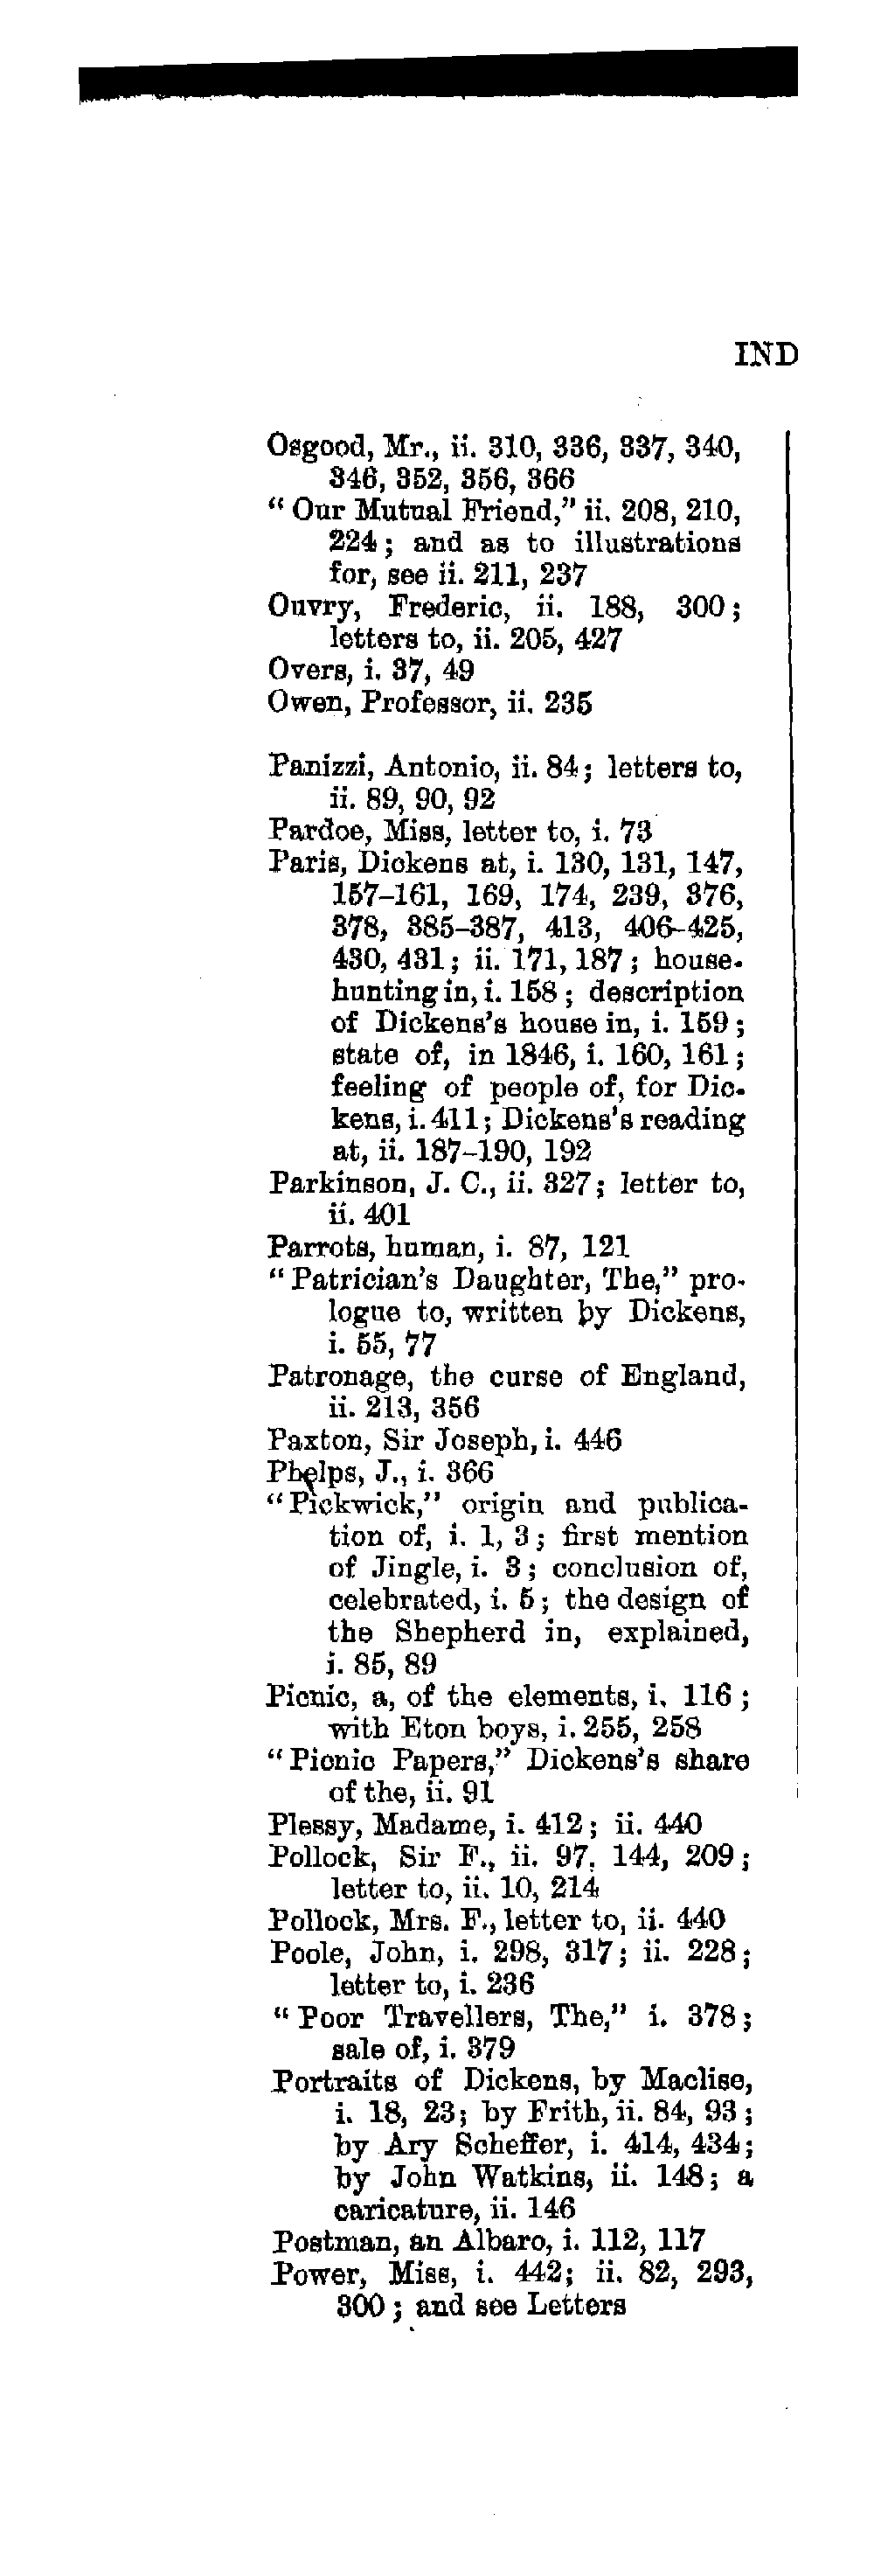 IND
Osgood, Mr., ii. 310, 336, 337, 340,
346, 352, 356, 366
“ Our Mutual Friend,” ii. 208, 210,
224 ; and as to illustrations
for, see ii. 211, 237
Ouvry, Frederic, ii. 188, 300 ;
letters to, ii. 205, 427
Overs, i. 37, 49
Owen, Professor, ii. 235
Panizzi, Antonio, ii. 84 ; letters to,
ii. 89, 90, 92
Pardoe, Miss, letter to, i. 73
Paris, Dickens at, i. 130, 131, 147,
157–161, 169, 174, 239, 376,
378, 385–387, 413, 406–425,
430, 431 ; ii. 171, 187 ; house-
hunting in, i. 158 ; description
of Dickens’s house in, i. 159 ;
state of, in 1846, i. 160, 161 ;
feeling of people of, for Dic-
kens, i. 411 ; Dickens’s reading
at, ii. 187–190, 192
Parkinson, J. C., ii. 327 ; letter to,
ii. 401
Parrots, human, i. 87, 121
“ Patrician’s Daughter, The,” pro-
logue to, written by Dickens,
i. 55, 77
Patronage, the curse of England,
ii. 213, 356
Paxton, Sir Joseph, i. 446
Phelps, J., i. 366
“ Pickwick,” origin and publica-
tion of, i. 1, 3 ; first mention
of Jingle, i. 3 ; conclusion of,
celebrated, i. 5 ; the design of
the Shepherd in, explained,
i. 85, 89
Picnic, a, of the elements, i. 116 ;
with Eton boys, i. 255, 258
“ Picnic Papers,” Dickens’s share
of the, ii. 91
Plessy, Madame, i. 412 ; ii. 440
Pollock, Sir F., ii. 97, 144, 209 ;
letter to, ii. 10, 214
Pollock, Mrs. F., letter to, ii. 440
Poole, John, i. 298, 317 ; ii. 228 ;
letter to, i. 236
“ Poor Travellers, The,” i. 378 ;
sale of, i. 379
Portraits of Dickens, by Maclise,
i. 18, 23 ; by Frith, ii. 84, 93 ;
by Ary Scheffer, i. 414, 434 ;
by John Watkins, ii. 148 ; a
caricature, ii. 146
Postman, an Albaro, i. 112, 117
Power, Miss, i. 442 ; ii. 82, 293,
300 ; and see Letters